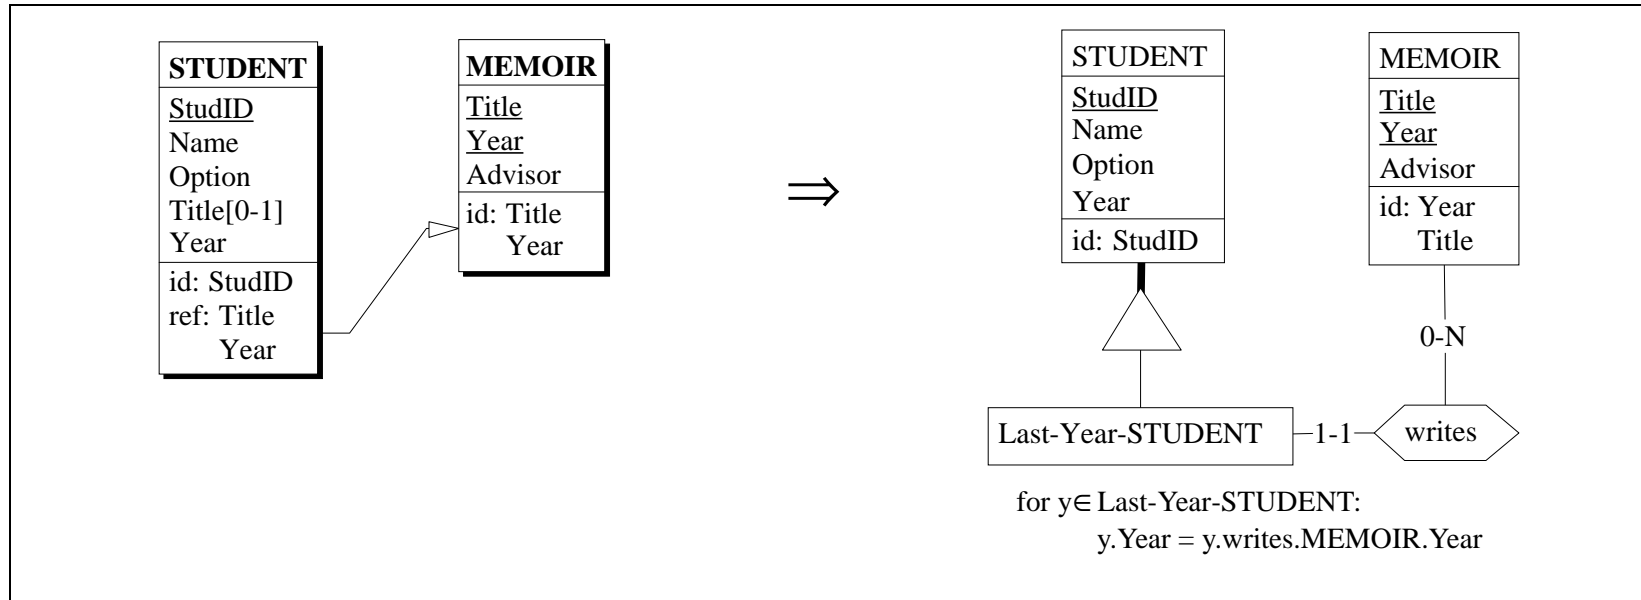 STUDENT
StudID
Name
Option
Title[0-1]
Year
id: StudID
ref: Title
Year
MEMOIR
Title
Year
Advisor
id: Title
Year
⇒
STUDENT
StudID
Name
Option
Year
id: StudID
MEMOIR
Title
Year
Advisor
id: Year
Title
0-N
Last-Year-STUDENT
1-1
writes
for y∈ Last-Year-STUDENT:
y.Year = y.writes.MEMOIR.Year